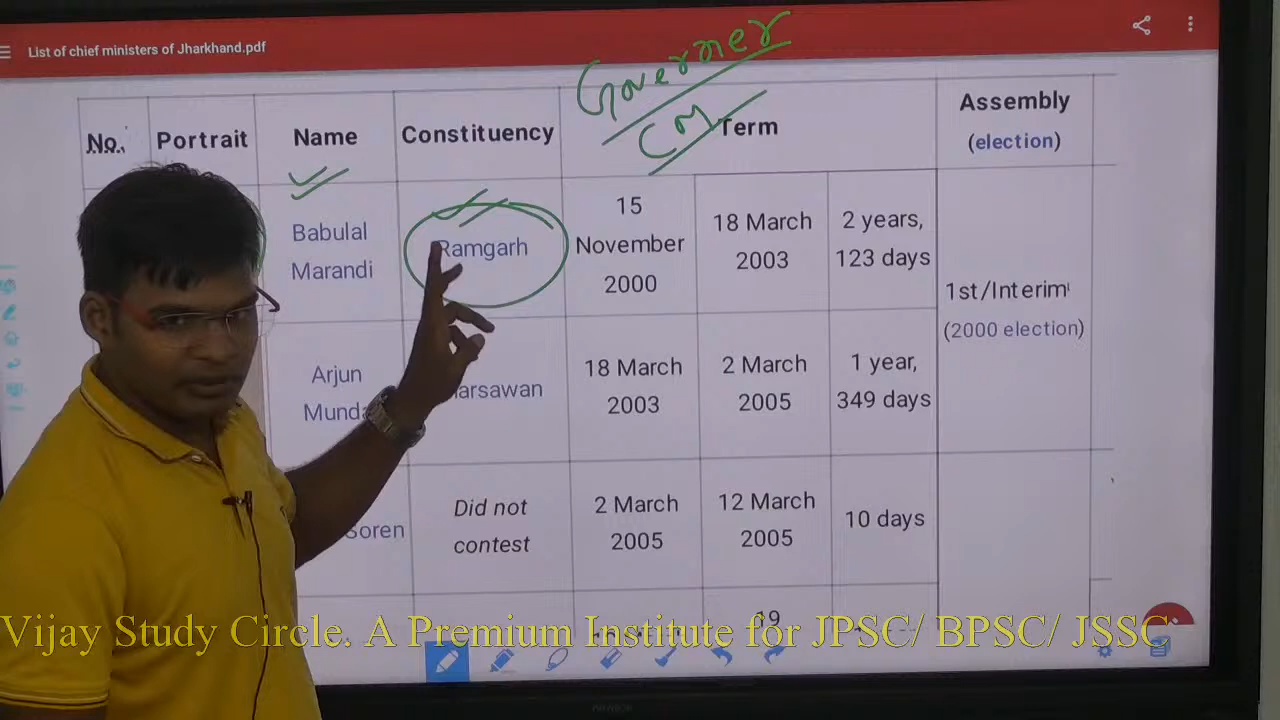 List of chief ministers of Jharkhand.pdf
Governer
CM
No. Portrait Name Constituency Term Assembly
(election)
Babulal
Marandi
Ramgarh
15
November
2000
18 March
2003
2 years,
123 days
1st/Interim
(2000 election)
Arjun
Munda
arsawan
18 March
2003
2 March
2005
1 year,
349 days
Soren
Did not
contest
2 March
2005
12 March
2005
10 days
19
Vijay Study Circle. A Premium Institute for JPSC/ BPSC/ JSSC